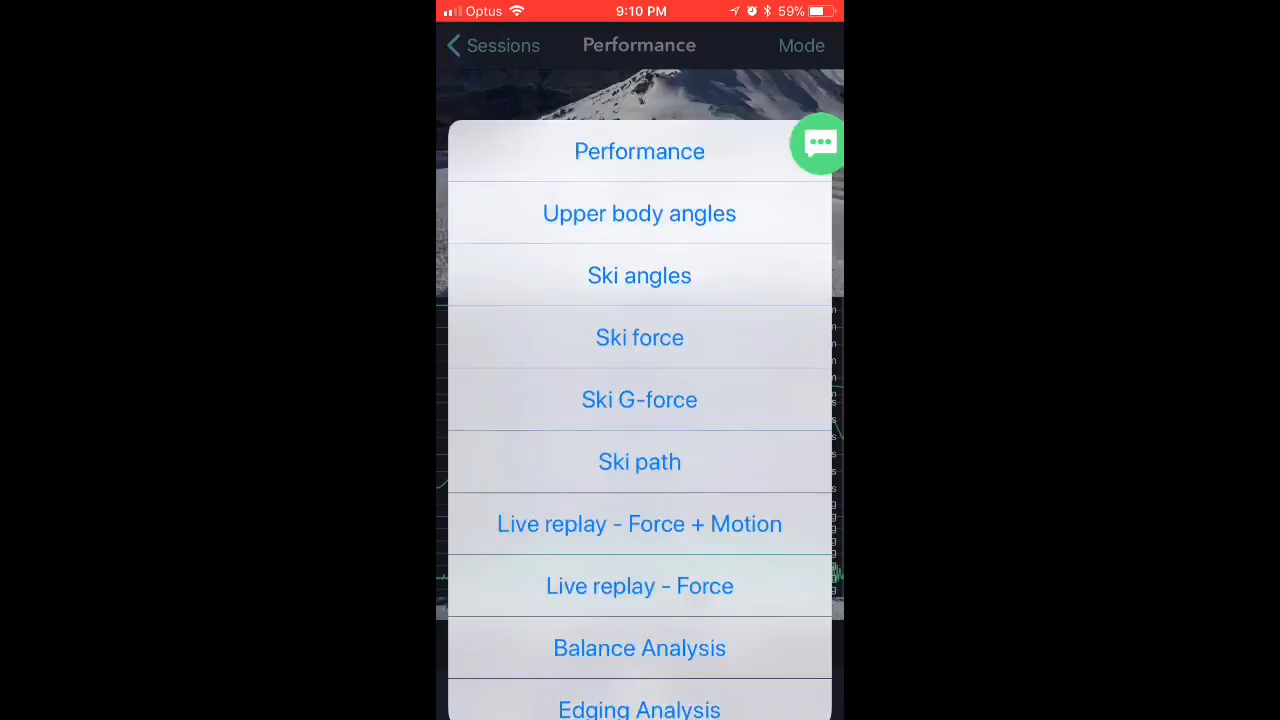 Optus 9:10 PM 59%
Sessions Performance Mode
Performance
Upper body angles
Ski angles
Ski force
Ski G-force
Ski path
Live replay - Force + Motion
Live replay - Force
Balance Analysis
Edging Analysis